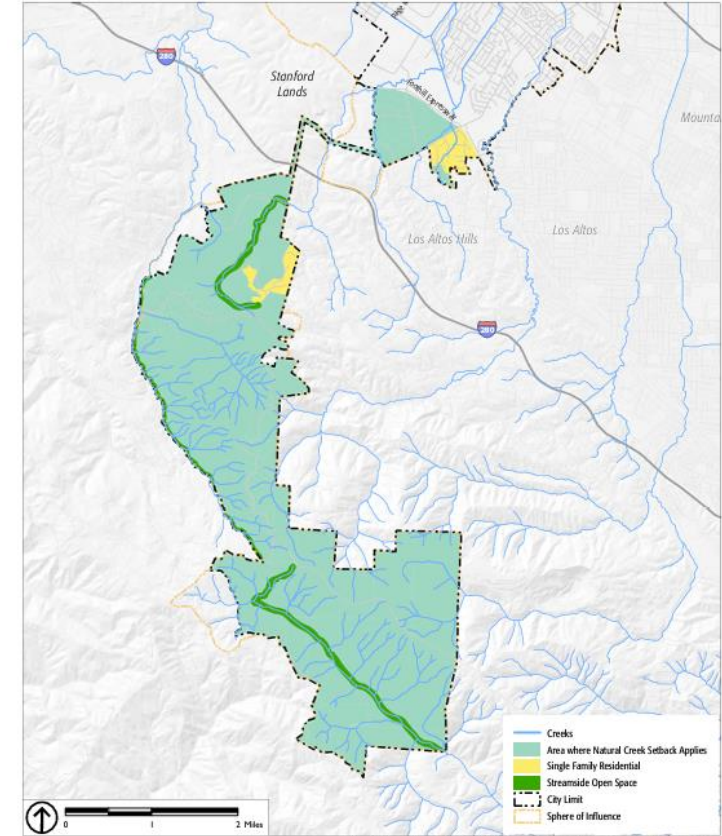 280
Stanford
Lands
Foothill Expressway
Mounta
Los Altos Hills
Los Altos
280
Creeks
Area where Natural Creek Setback Applies
Single Family Residential
Streamside Open Space
City Limit
Sphere of Influence
0 1 2 Miles